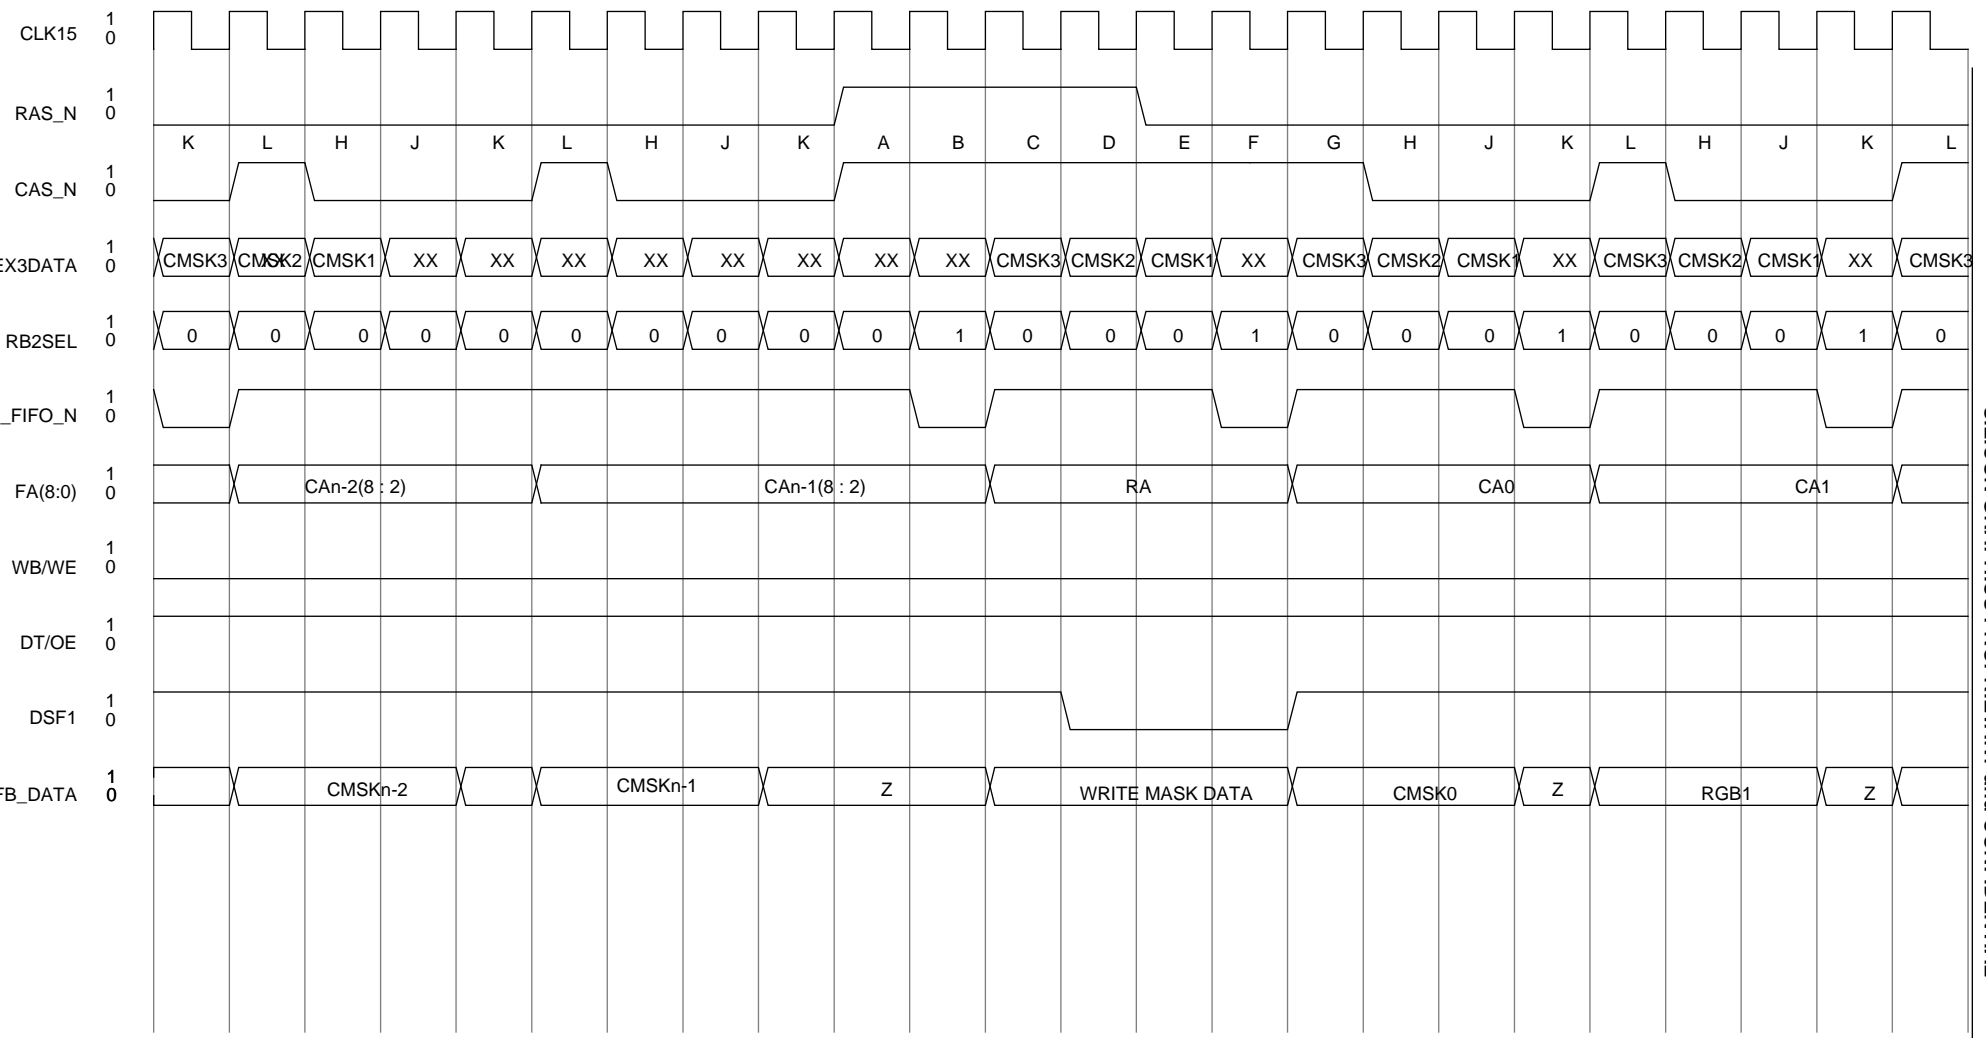 CLK15 1 0
RAS_N 1 0
K L H J K L H J K A B C D E F G H J K L H J K L
CAS_N 1 0
EX3DATA 1 0 CMSK3 CMSK2 CMSK1 XX XX XX XX XX XX XX XX CMSK3 CMSK2 CMSK1 XX CMSK3 CMSK2 CMSK1 XX CMSK3 CMSK2 CMSK1 XX CMSK3
RB2SEL 1 0 0 0 0 0 0 0 0 0 0 0 1 0 0 0 1 0 0 0 1 0 0 0 1 0
_FIFO_N 1 0
FA(8:0) 1 0 CAn-2(8 : 2) CAn-1(8 : 2) RA CA0 CA1
WB/WE 1 0
DT/OE 1 0
DSF1 1 0
FB_DATA 1 0 CMSKn-2 CMSKn-1 Z WRITE MASK DATA CMSK0 Z RGB1 Z